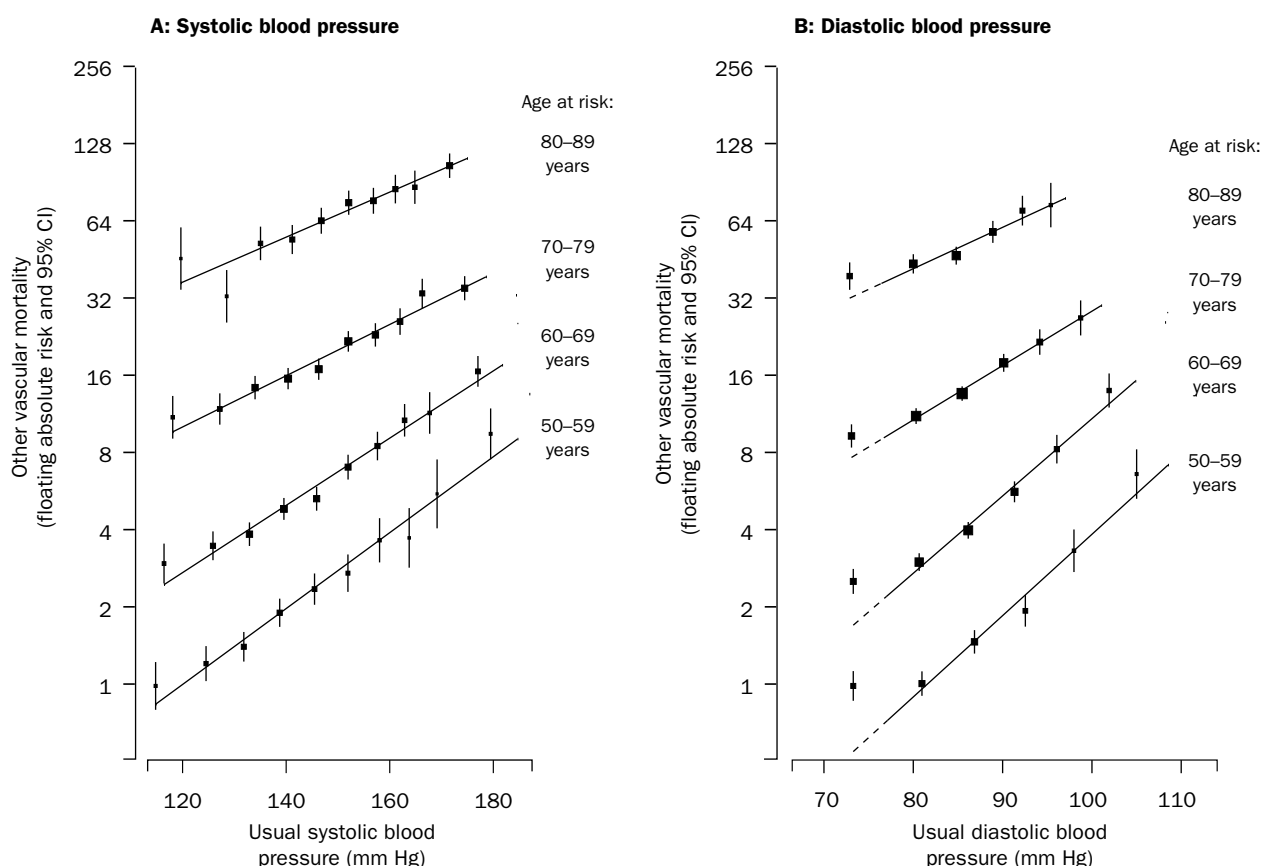 A: Systolic blood pressure
256
128
64
32
16
8
4
2
1
Other vascular mortality
(floating absolute risk and 95% CI)
Age at risk:
80–89
years
70–79
years
60–69
years
50–59
years
120
140
160
180
Usual systolic blood
pressure (mm Hg)
B: Diastolic blood pressure
256
128
64
32
16
8
4
2
1
Other vascular mortality
(floating absolute risk and 95% CI)
Age at risk:
80–89
years
70–79
years
60–69
years
50–59
years
70
80
90
100
110
Usual diastolic blood
pressure (mm Hg)